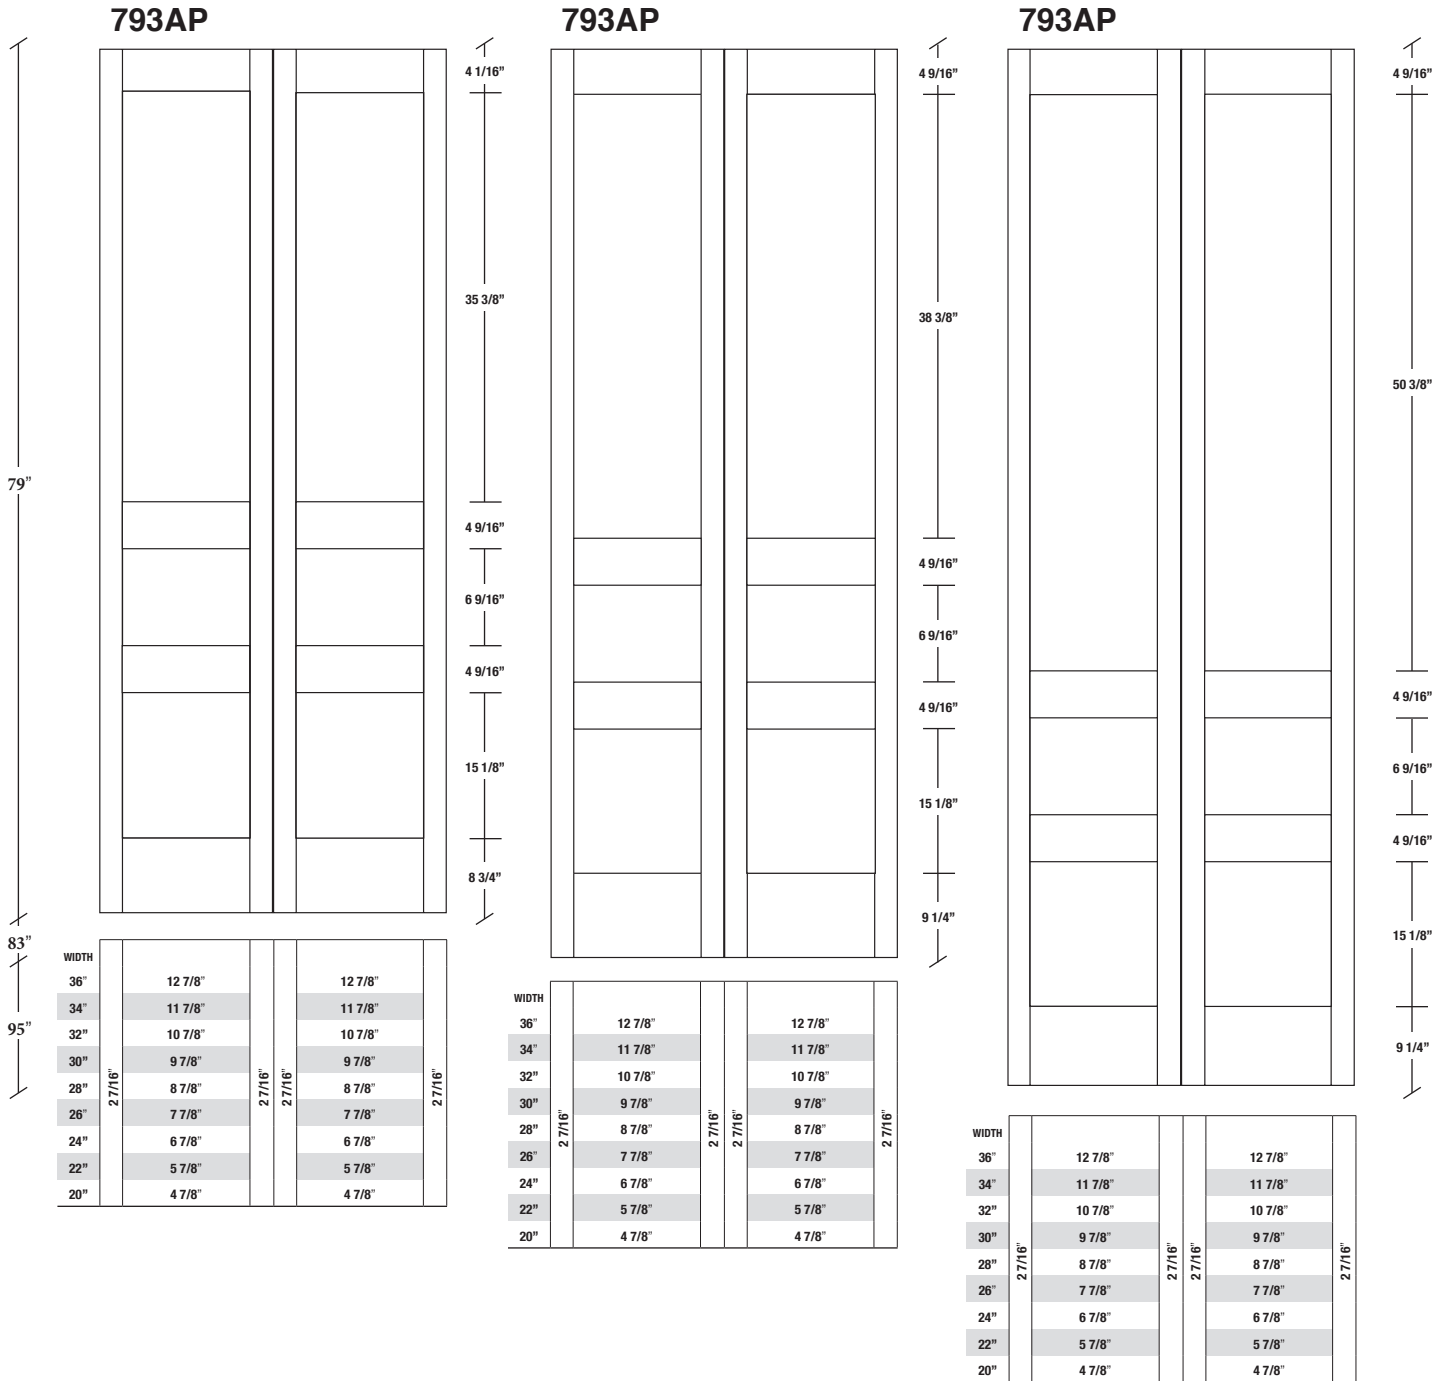 793AP
793AP
793AP
79”
83”
95”
4 1/16”
35 3/8”
4 9/16”
6 9/16”
4 9/16”
15 1/8”
8 3/4”
WIDTH
36” 12 7/8” 12 7/8”
34” 11 7/8” 11 7/8”
32” 10 7/8” 10 7/8”
30” 9 7/8” 9 7/8”
28” 8 7/8” 8 7/8”
26” 7 7/8” 7 7/8”
24” 6 7/8” 6 7/8”
22” 5 7/8” 5 7/8”
20” 4 7/8” 4 7/8”
2 7/16”
2 7/16”
2 7/16”
2 7/16”
4 9/16”
38 3/8”
4 9/16”
6 9/16”
4 9/16”
15 1/8”
9 1/4”
WIDTH
36” 12 7/8” 12 7/8”
34” 11 7/8” 11 7/8”
32” 10 7/8” 10 7/8”
30” 9 7/8” 9 7/8”
28” 8 7/8” 8 7/8”
26” 7 7/8” 7 7/8”
24” 6 7/8” 6 7/8”
22” 5 7/8” 5 7/8”
20” 4 7/8” 4 7/8”
2 7/16”
2 7/16”
2 7/16”
2 7/16”
4 9/16”
50 3/8”
4 9/16”
6 9/16”
4 9/16”
15 1/8”
9 1/4”
WIDTH
36” 12 7/8” 12 7/8”
34” 11 7/8” 11 7/8”
32” 10 7/8” 10 7/8”
30” 9 7/8” 9 7/8”
28” 8 7/8” 8 7/8”
26” 7 7/8” 7 7/8”
24” 6 7/8” 6 7/8”
22” 5 7/8” 5 7/8”
20” 4 7/8” 4 7/8”
2 7/16”
2 7/16”
2 7/16”
2 7/16”